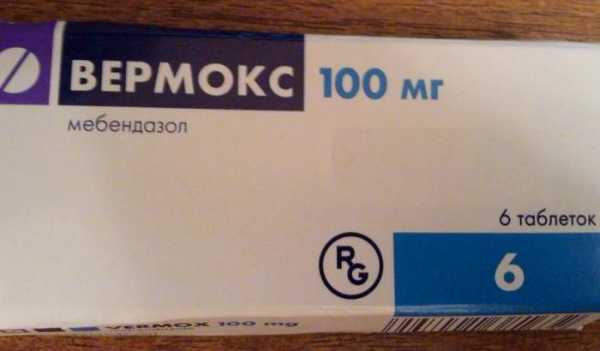 ВЕРМОКС 100 мг
мебендазол
6 таблеток
RG
6
VERMOX 100 mg